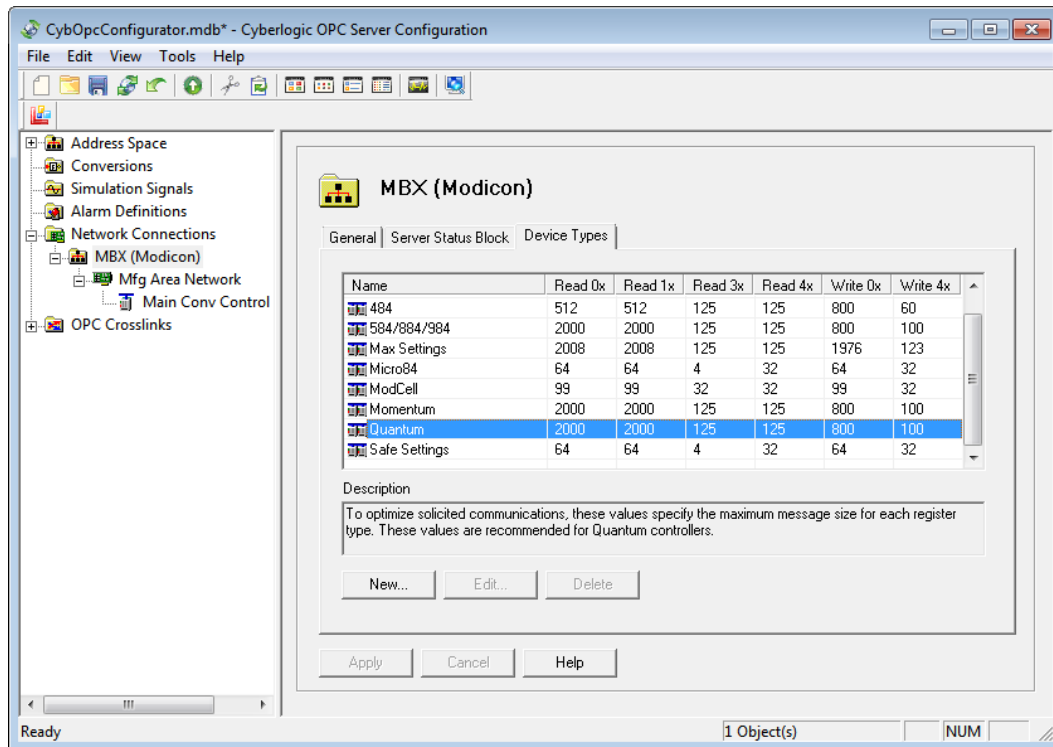 CybOpcConfigurator.mdb* - Cyberlogic OPC Server Configuration
File Edit View Tools Help
Address Space
Conversions
Simulation Signals
Alarm Definitions
Network Connections
MBX (Modicon)
Mfg Area Network
Main Conv Control
OPC Crosslinks
MBX (Modicon)
General Server Status Block Device Types
Name Read 0x Read 1x Read 3x Read 4x Write 0x Write 4x
484 512 512 125 125 800 60
584/884/984 2000 2000 125 125 800 100
Max Settings 2008 2008 125 125 1976 123
Micro84 64 64 4 32 64 32
ModCell 99 99 32 32 99 32
Momentum 2000 2000 125 125 800 100
Quantum 2000 2000 125 125 800 100
Safe Settings 64 64 4 32 64 32
Description
To optimize solicited communications, these values specify the maximum message size for each register
type. These values are recommended for Quantum controllers.
New... Edit... Delete
Apply Cancel Help
Ready 1 Object(s) NUM